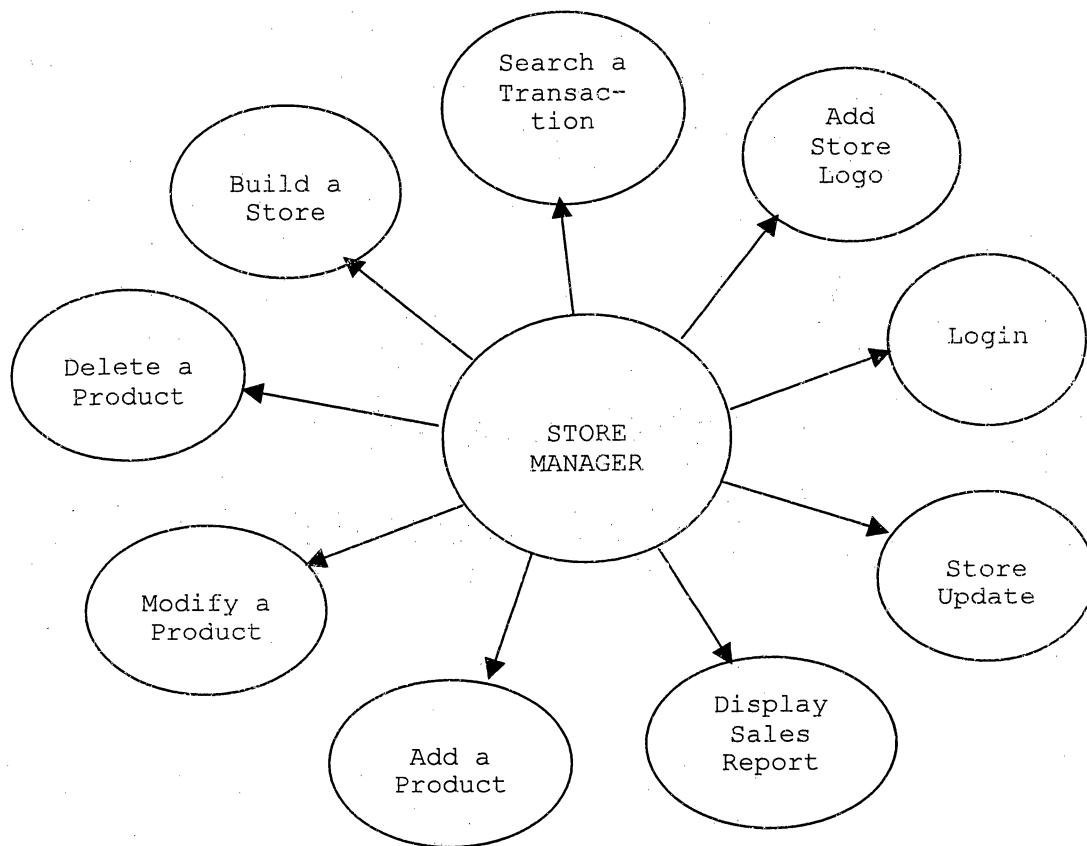 Search a
Transac-
tion
Add
Store
Logo
Build a
Store
Login
Delete a
Product
STORE
MANAGER
Store
Update
Modify a
Product
Display
Sales
Report
Add a
Product